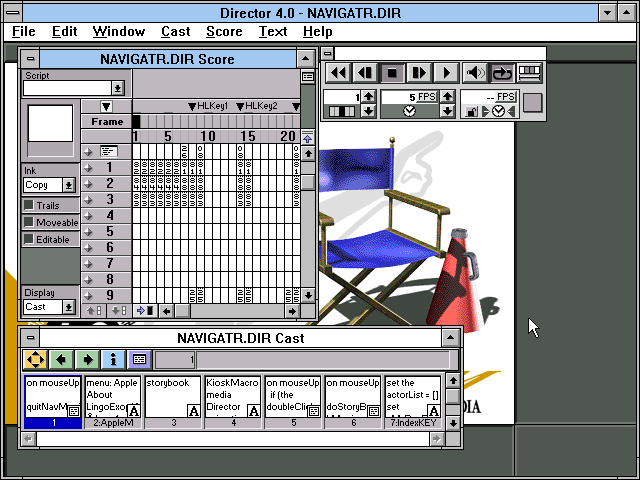 Director 4.0 - NAVIGATR.DIR
File Edit Window Cast Score Text Help
NAVIGATR.DIR Score
Script
HLKey1 HLKey2
Frame
1 5 10 15 20
Ink
Copy
Trails
Moveable
Editable
Display
Cast
1
2
3
4
5
6
7
8
9
1 5 FPS -- FPS
NAVIGATR.DIR Cast
1
on mouseUp
quitNavM
1
menu: Apple
About
LingoExo
2:AppleM
storybook
3
KioskMacro
media
Director
4
on mouseUp
if (the
doubleCli
5
on mouseUp
doStoryB
6
set the
actorList = []
set
7:IndexKEY
DIA